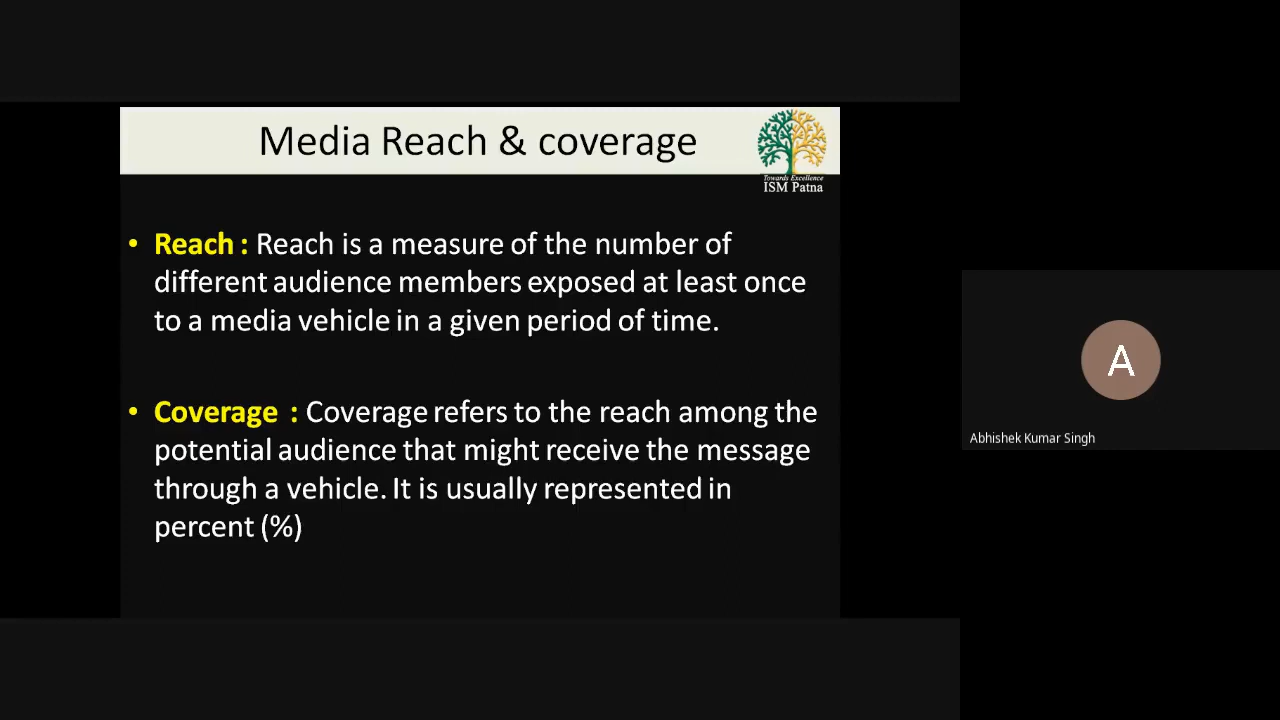 Media Reach & coverage
Towards Excellence
ISM Patna
• Reach : Reach is a measure of the number of
different audience members exposed at least once
to a media vehicle in a given period of time.
• Coverage : Coverage refers to the reach among the
potential audience that might receive the message
through a vehicle. It is usually represented in
percent (%)
A
Abhishek Kumar Singh